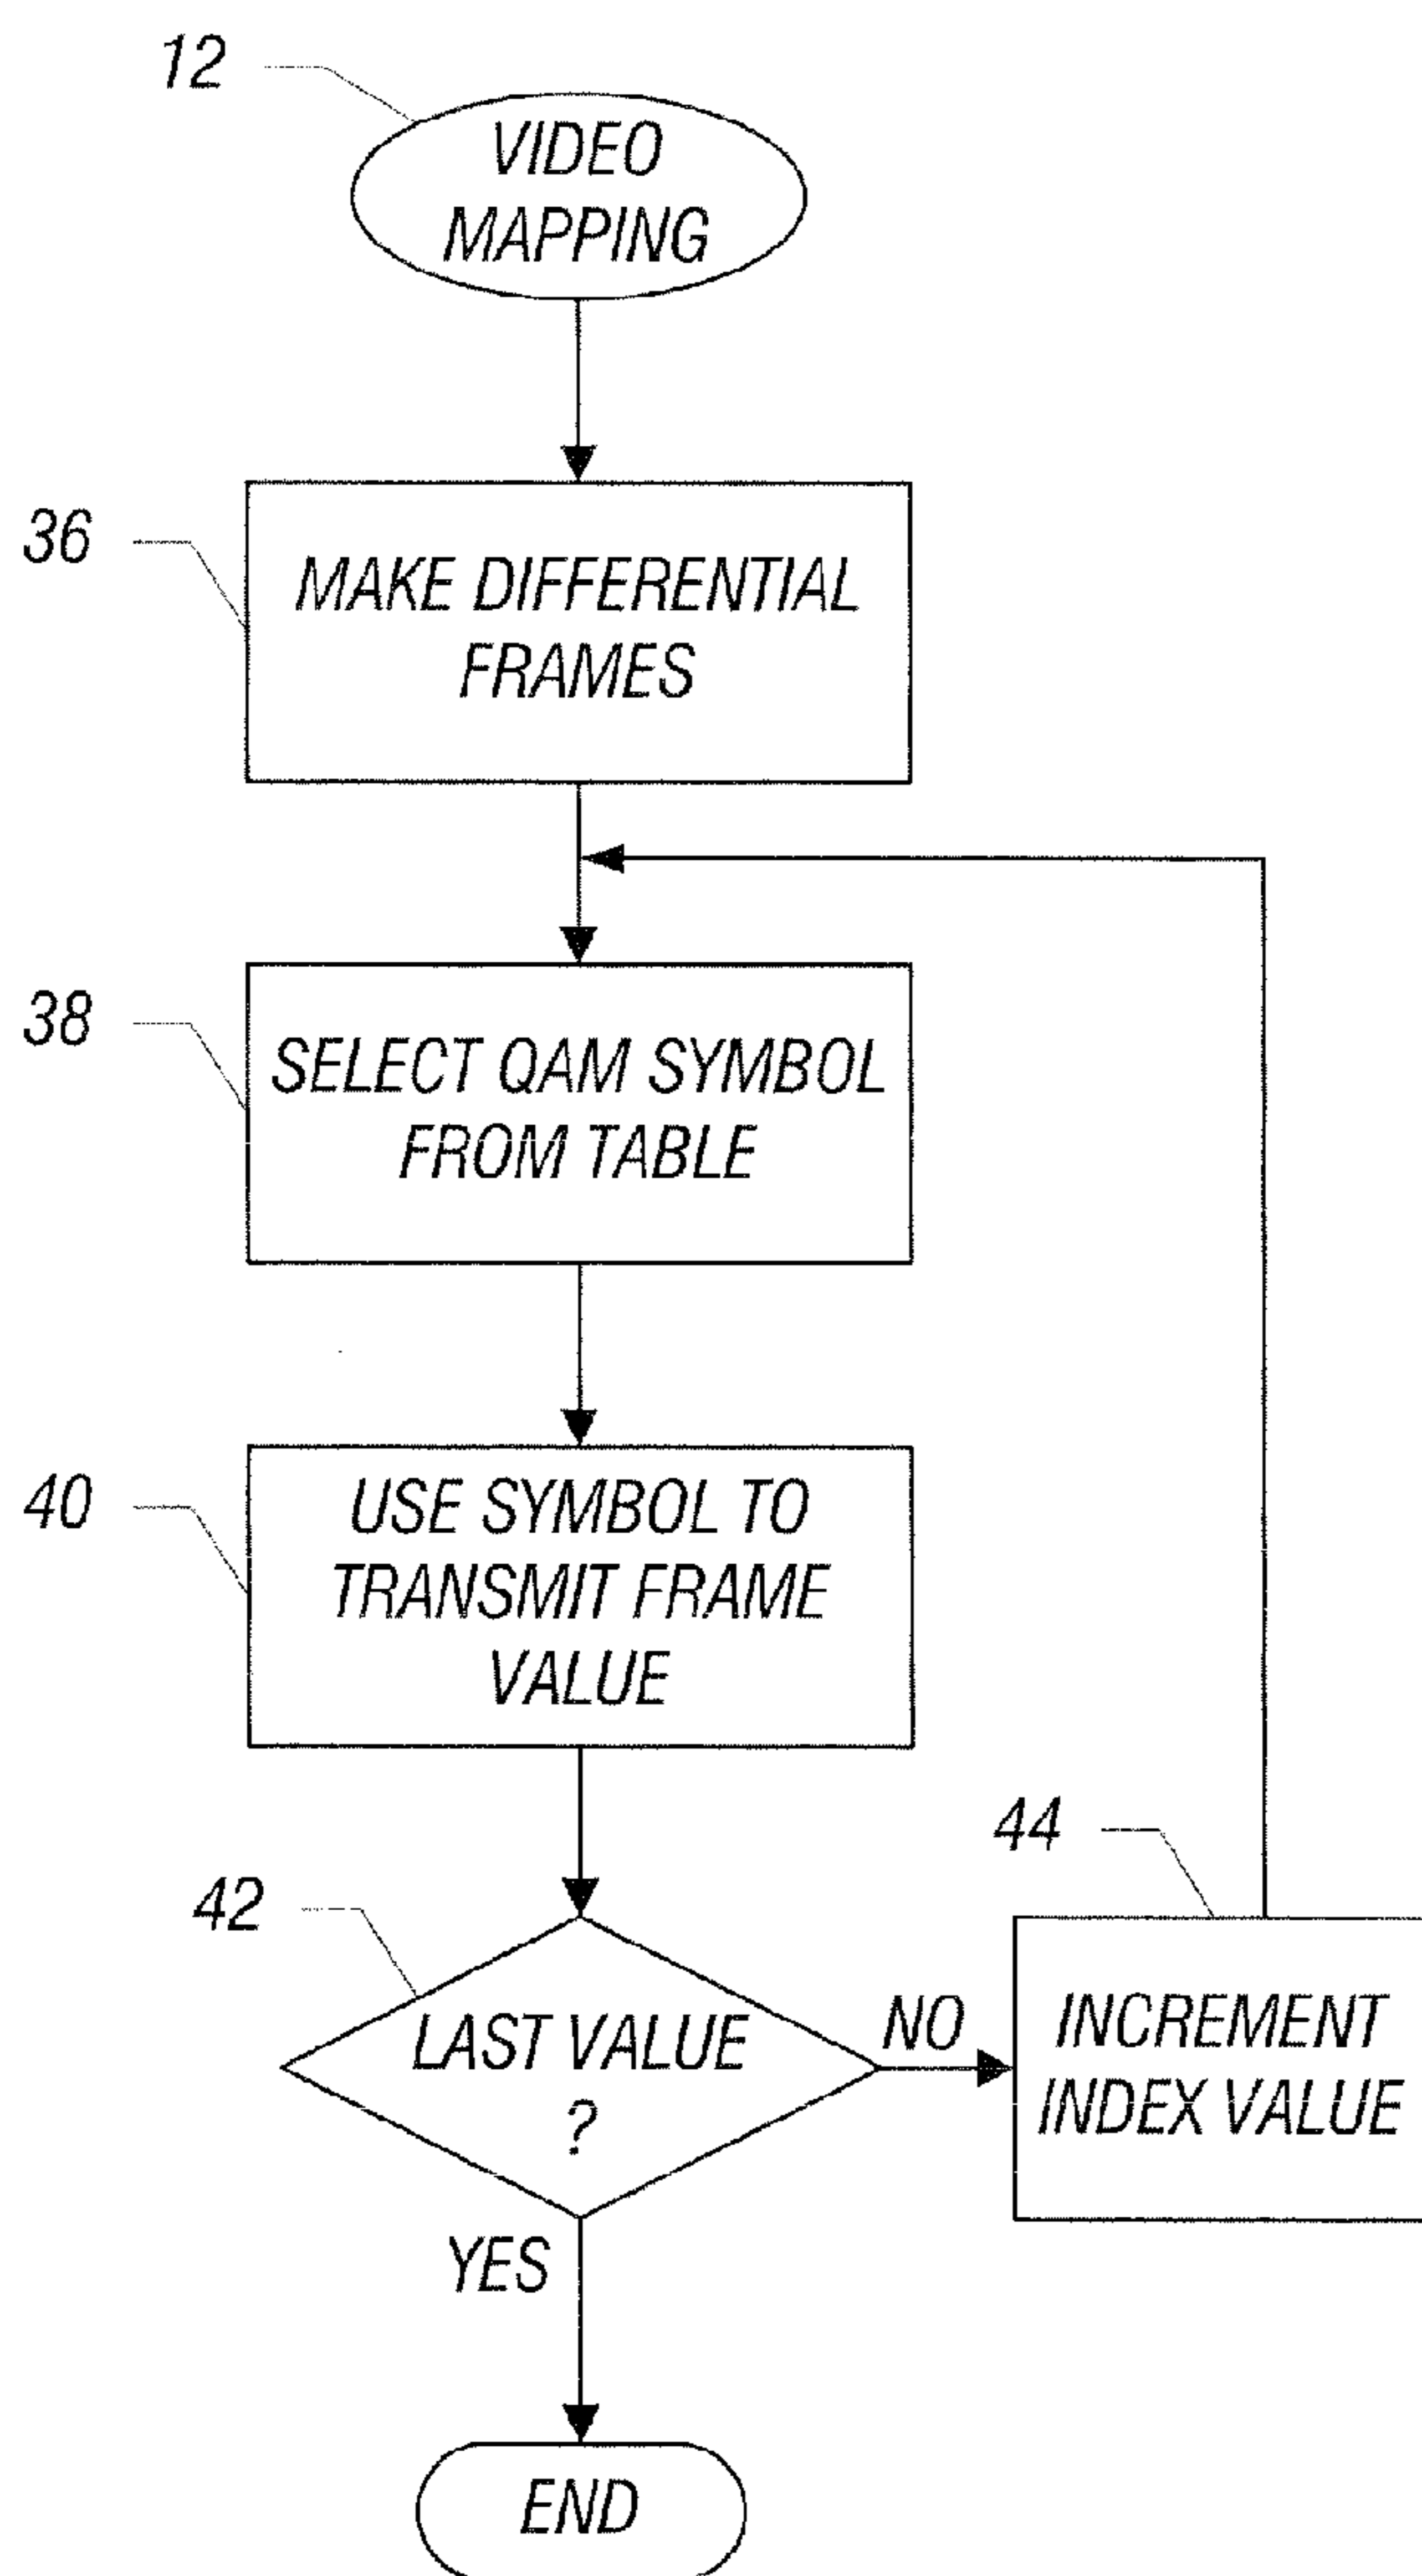 12
VIDEO
MAPPING
36
MAKE DIFFERENTIAL
FRAMES
38
SELECT QAM SYMBOL
FROM TABLE
40
USE SYMBOL TO
TRANSMIT FRAME
VALUE
42
LAST VALUE
?
NO
44
INCREMENT
INDEX VALUE
YES
END